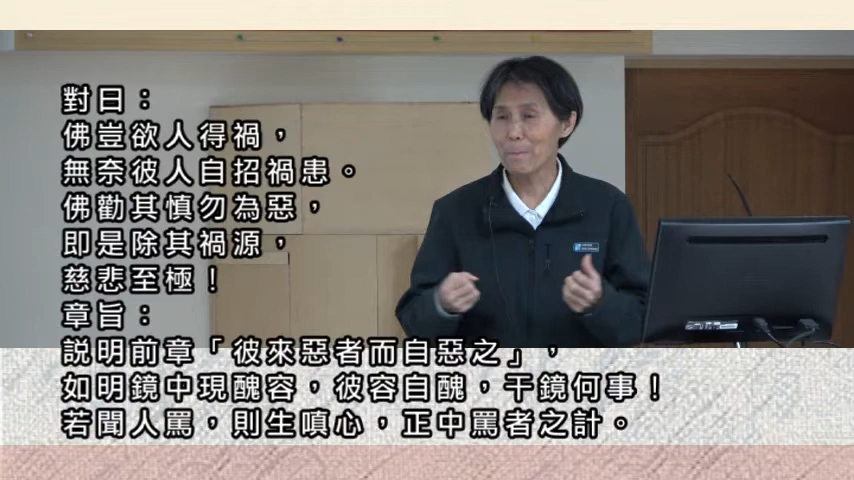 對曰：
佛豈欲人得禍，
無奈彼人自招禍患。
佛勸其慎勿為惡，
即是除其禍源，
慈悲至極！
章旨：
説明前章「彼來惡者而自惡之」，
如明鏡中現醜容，彼容自醜，干鏡何事！
若聞人罵，則生嗔心，正中罵者之計。